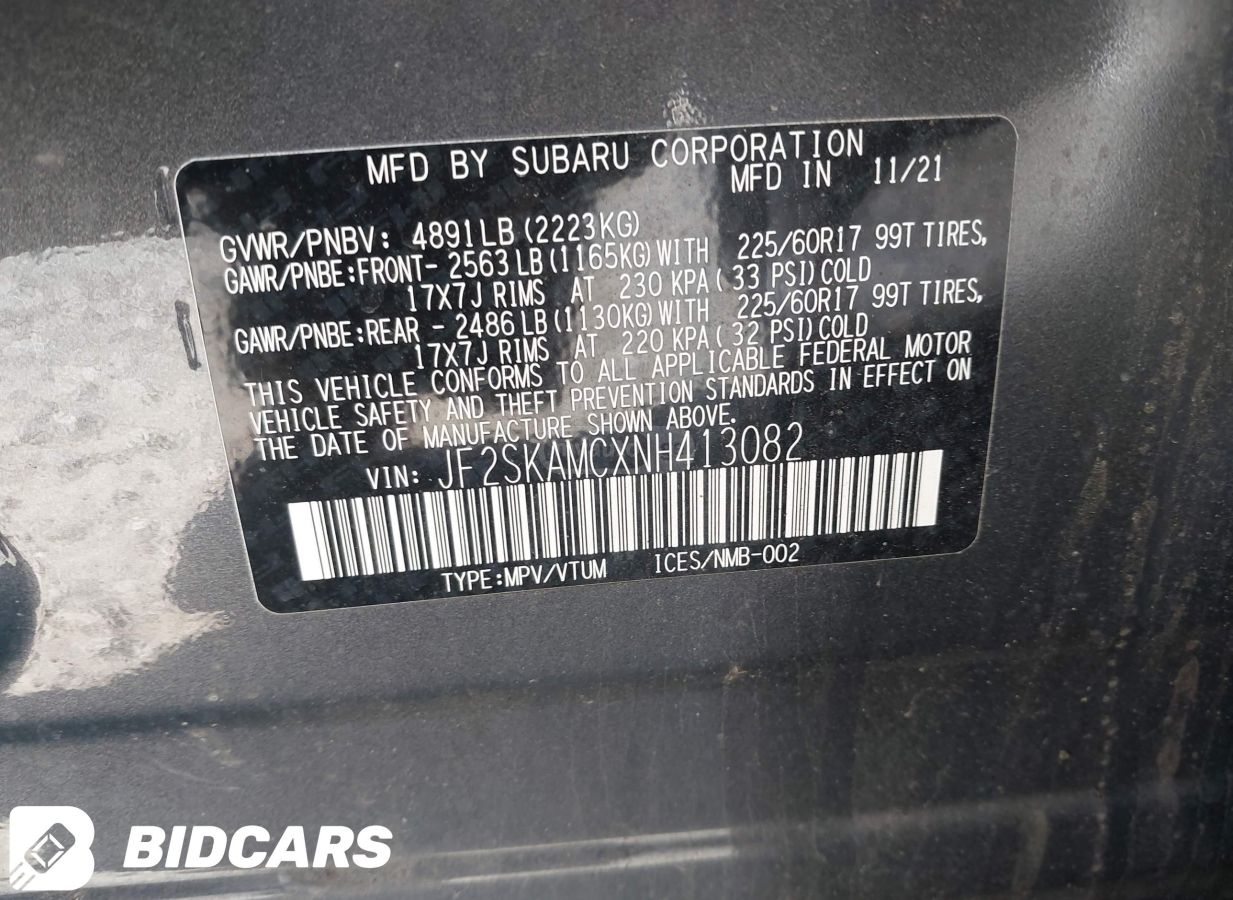 MFD BY SUBARU CORPORATION
MFD IN 11/21
GVWR/PNBV: 4891LB (2223KG)
GAWR/PNBE:FRONT- 2563 LB (1165KG) WITH 225/60R17 99T TIRES,
17X7J RIMS AT 230 KPA (33 PSI) COLD
GAWR/PNBE:REAR - 2486 LB (1130KG) WITH 225/60R17 99T TIRES,
17X7J RIMS AT 220 KPA (32 PSI) COLD
THIS VEHICLE CONFORMS TO ALL APPLICABLE FEDERAL MOTOR
VEHICLE SAFETY AND THEFT PREVENTION STANDARDS IN EFFECT ON
THE DATE OF MANUFACTURE SHOWN ABOVE.
VIN: JF2SKAMCXNH413082
TYPE:MPV/VTUM ICES/NMB-002
BIDCARS